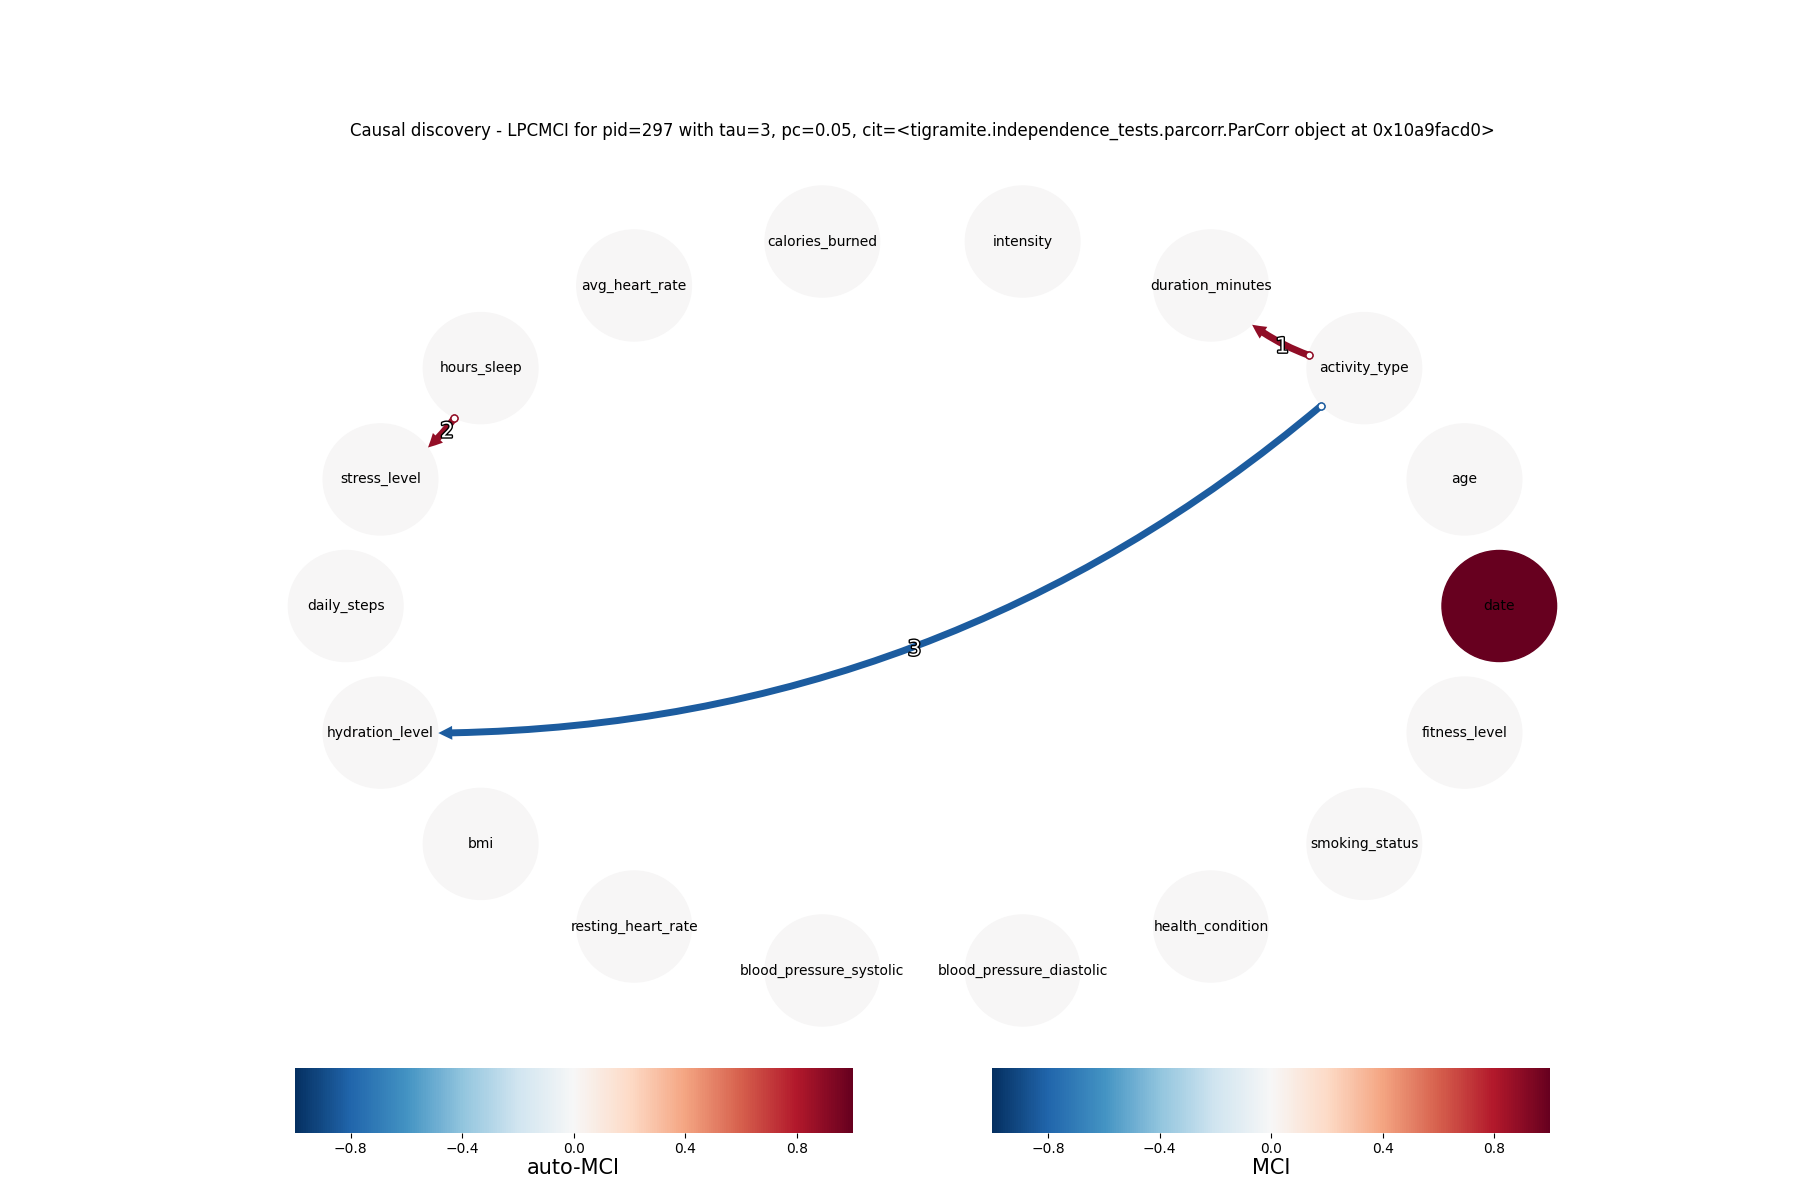 Causal discovery - LPCMCI for pid=297 with tau=3, pc=0.05, cit=<tigramite.independence_tests.parcorr.ParCorr object at 0x10a9facd0>
calories_burned
intensity
avg_heart_rate
duration_minutes
1
hours_sleep
activity_type
2
stress_level
age
daily_steps
date
3
hydration_level
fitness_level
bmi
smoking_status
resting_heart_rate
health_condition
blood_pressure_systolic
blood_pressure_diastolic
−0.8 −0.4 0.0 0.4 0.8
auto-MCI
−0.8 −0.4 0.0 0.4 0.8
MCI